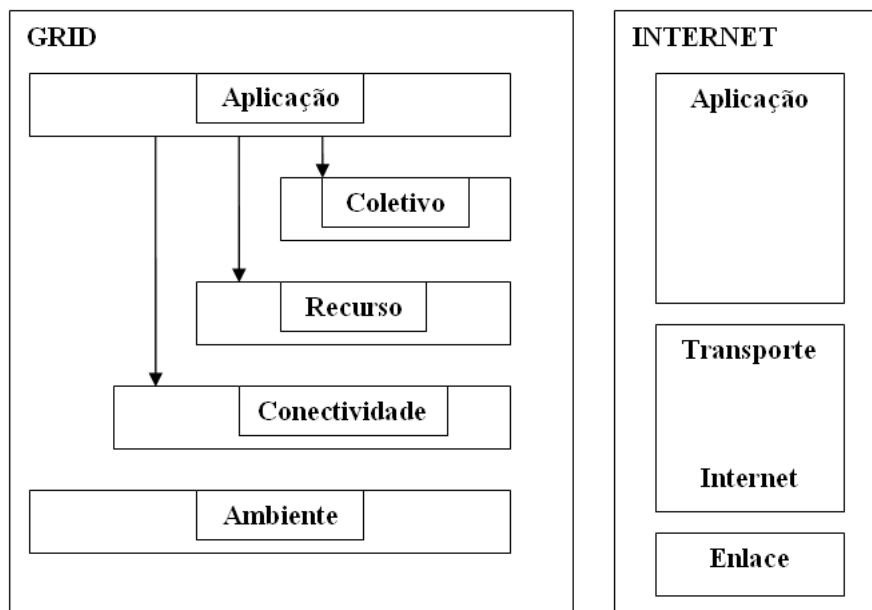 GRID
Aplicação
Coletivo
Recurso
Conectividade
Ambiente
INTERNET
Aplicação
Transporte
Internet
Enlace